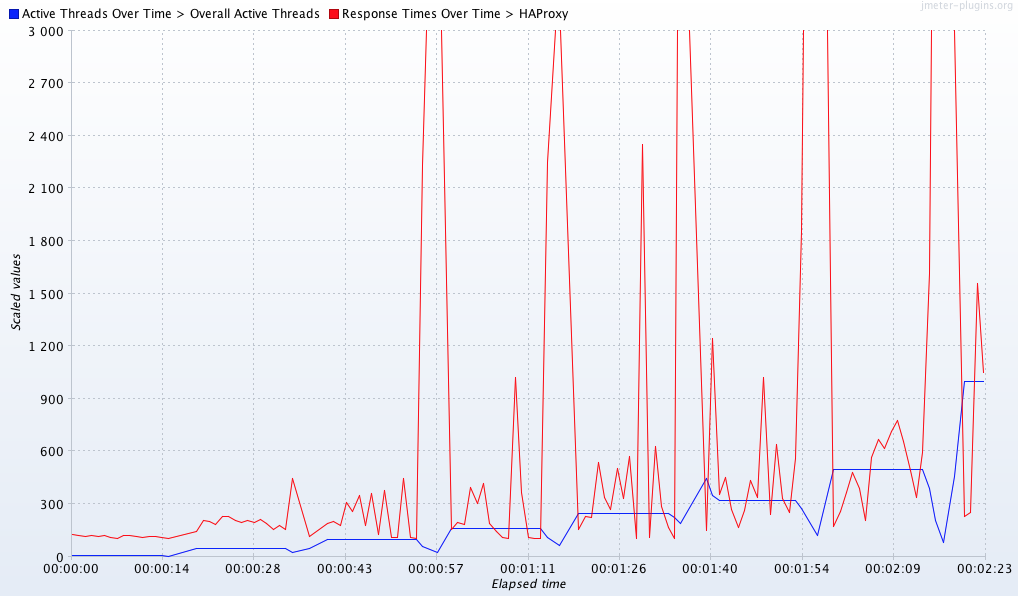 jmeter-plugins.org
Active Threads Over Time > Overall Active Threads Response Times Over Time > HAProxy
3 000
2 700
2 400
2 100
1 800
1 500
1 200
900
600
300
0
Scaled values
00:00:00 00:00:14 00:00:28 00:00:43 00:00:57 00:01:11 00:01:26 00:01:40 00:01:54 00:02:09 00:02:23
Elapsed time